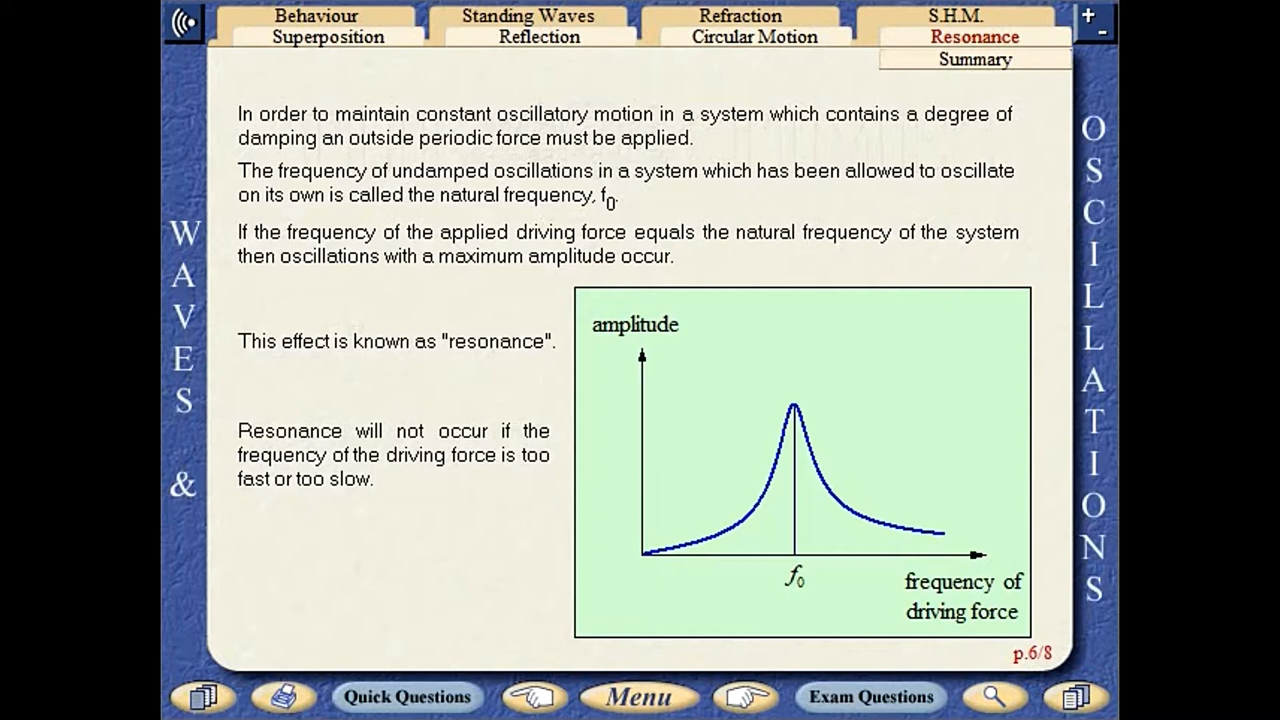 Behaviour
Standing Waves
Refraction
S.H.M.
Superposition
Reflection
Circular Motion
Resonance
Summary
+
-
WAVES &
OSCILLATIONS
In order to maintain constant oscillatory motion in a system which contains a degree of
damping an outside periodic force must be applied.
The frequency of undamped oscillations in a system which has been allowed to oscillate
on its own is called the natural frequency, f0.
If the frequency of the applied driving force equals the natural frequency of the system
then oscillations with a maximum amplitude occur.
This effect is known as "resonance".
Resonance will not occur if the
frequency of the driving force is too
fast or too slow.
amplitude
f0
frequency of
driving force
p.6/8
Quick Questions
Menu
Exam Questions